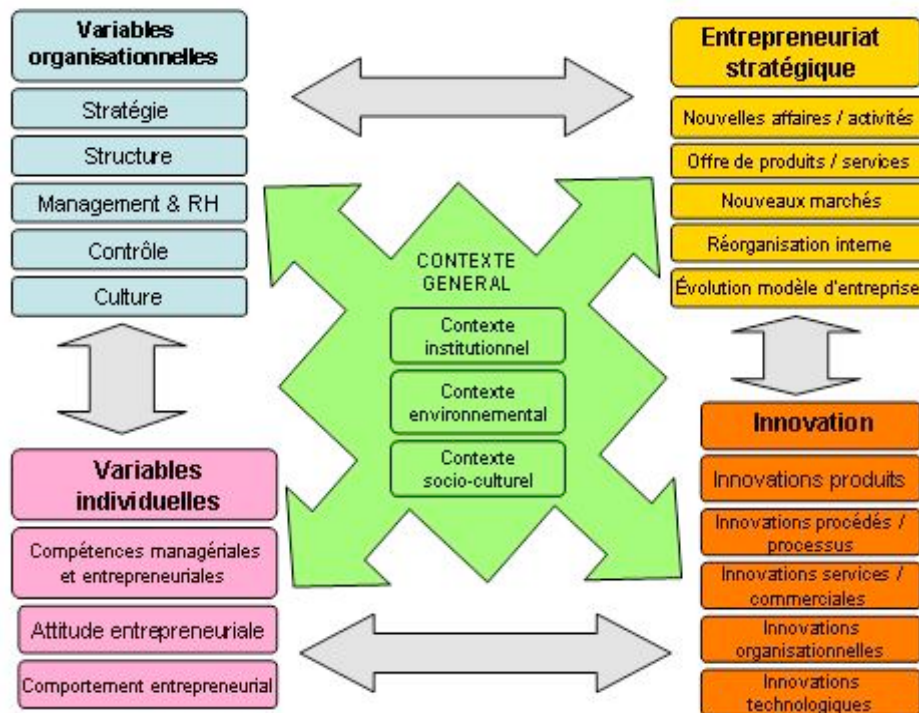 Variables
organisationnelles
Stratégie
Structure
Management & RH
Contrôle
Culture
Entrepreneuriat
stratégique
Nouvelles affaires / activités
Offre de produits / services
Nouveaux marchés
Réorganisation interne
Évolution modèle d'entreprise
CONTEXTE
GENERAL
Contexte
institutionnel
Contexte
environnemental
Contexte
socio-culturel
Variables
individuelles
Compétences managériales
et entrepreneuriales
Attitude entrepreneuriale
Comportement entrepreneurial
Innovation
Innovations produits
Innovations procédés /
processus
Innovations services /
commerciales
Innovations
organisationnelles
Innovations
technologiques